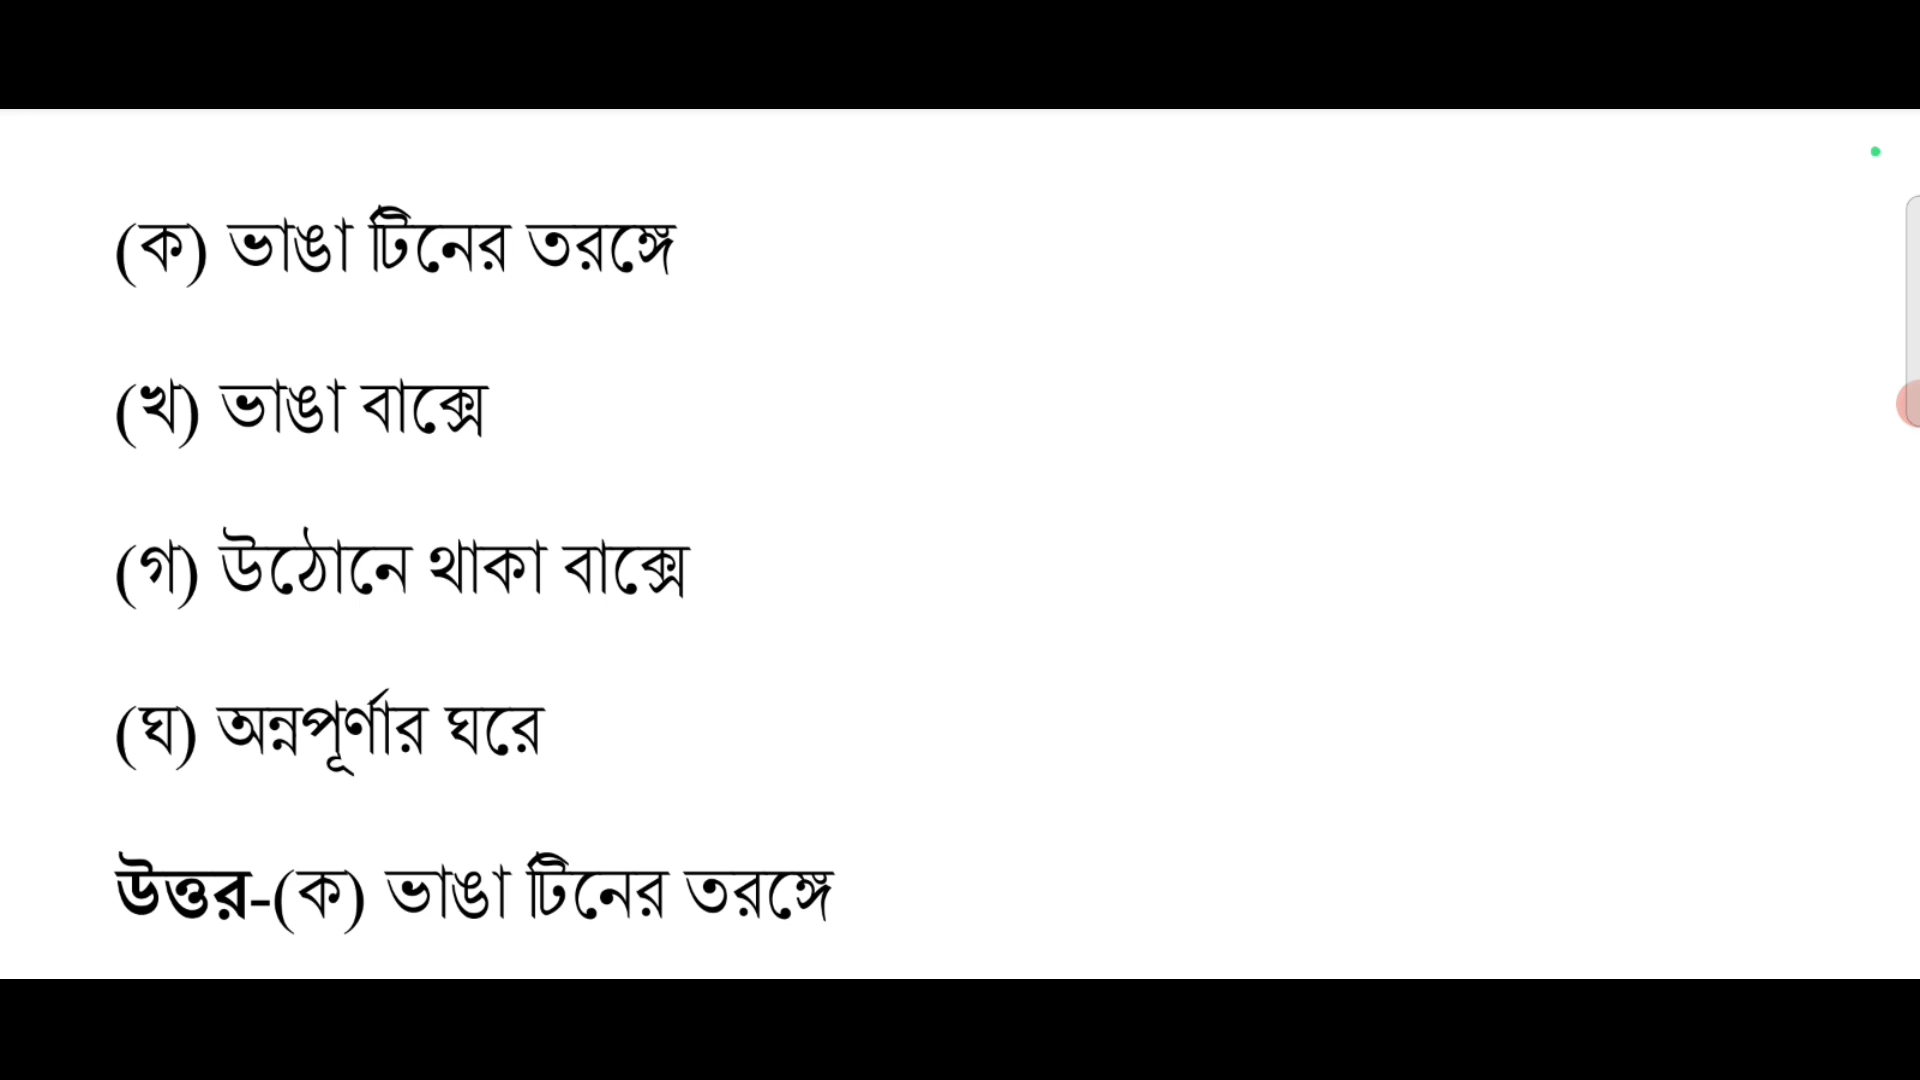 (ক) ভাঙা টিনের তরঙ্গে
(খ) ভাঙা বাক্সে
(গ) উঠোনে থাকা বাক্সে
(ঘ) অন্নপূর্ণার ঘরে
উত্তর-(ক) ভাঙা টিনের তরঙ্গে